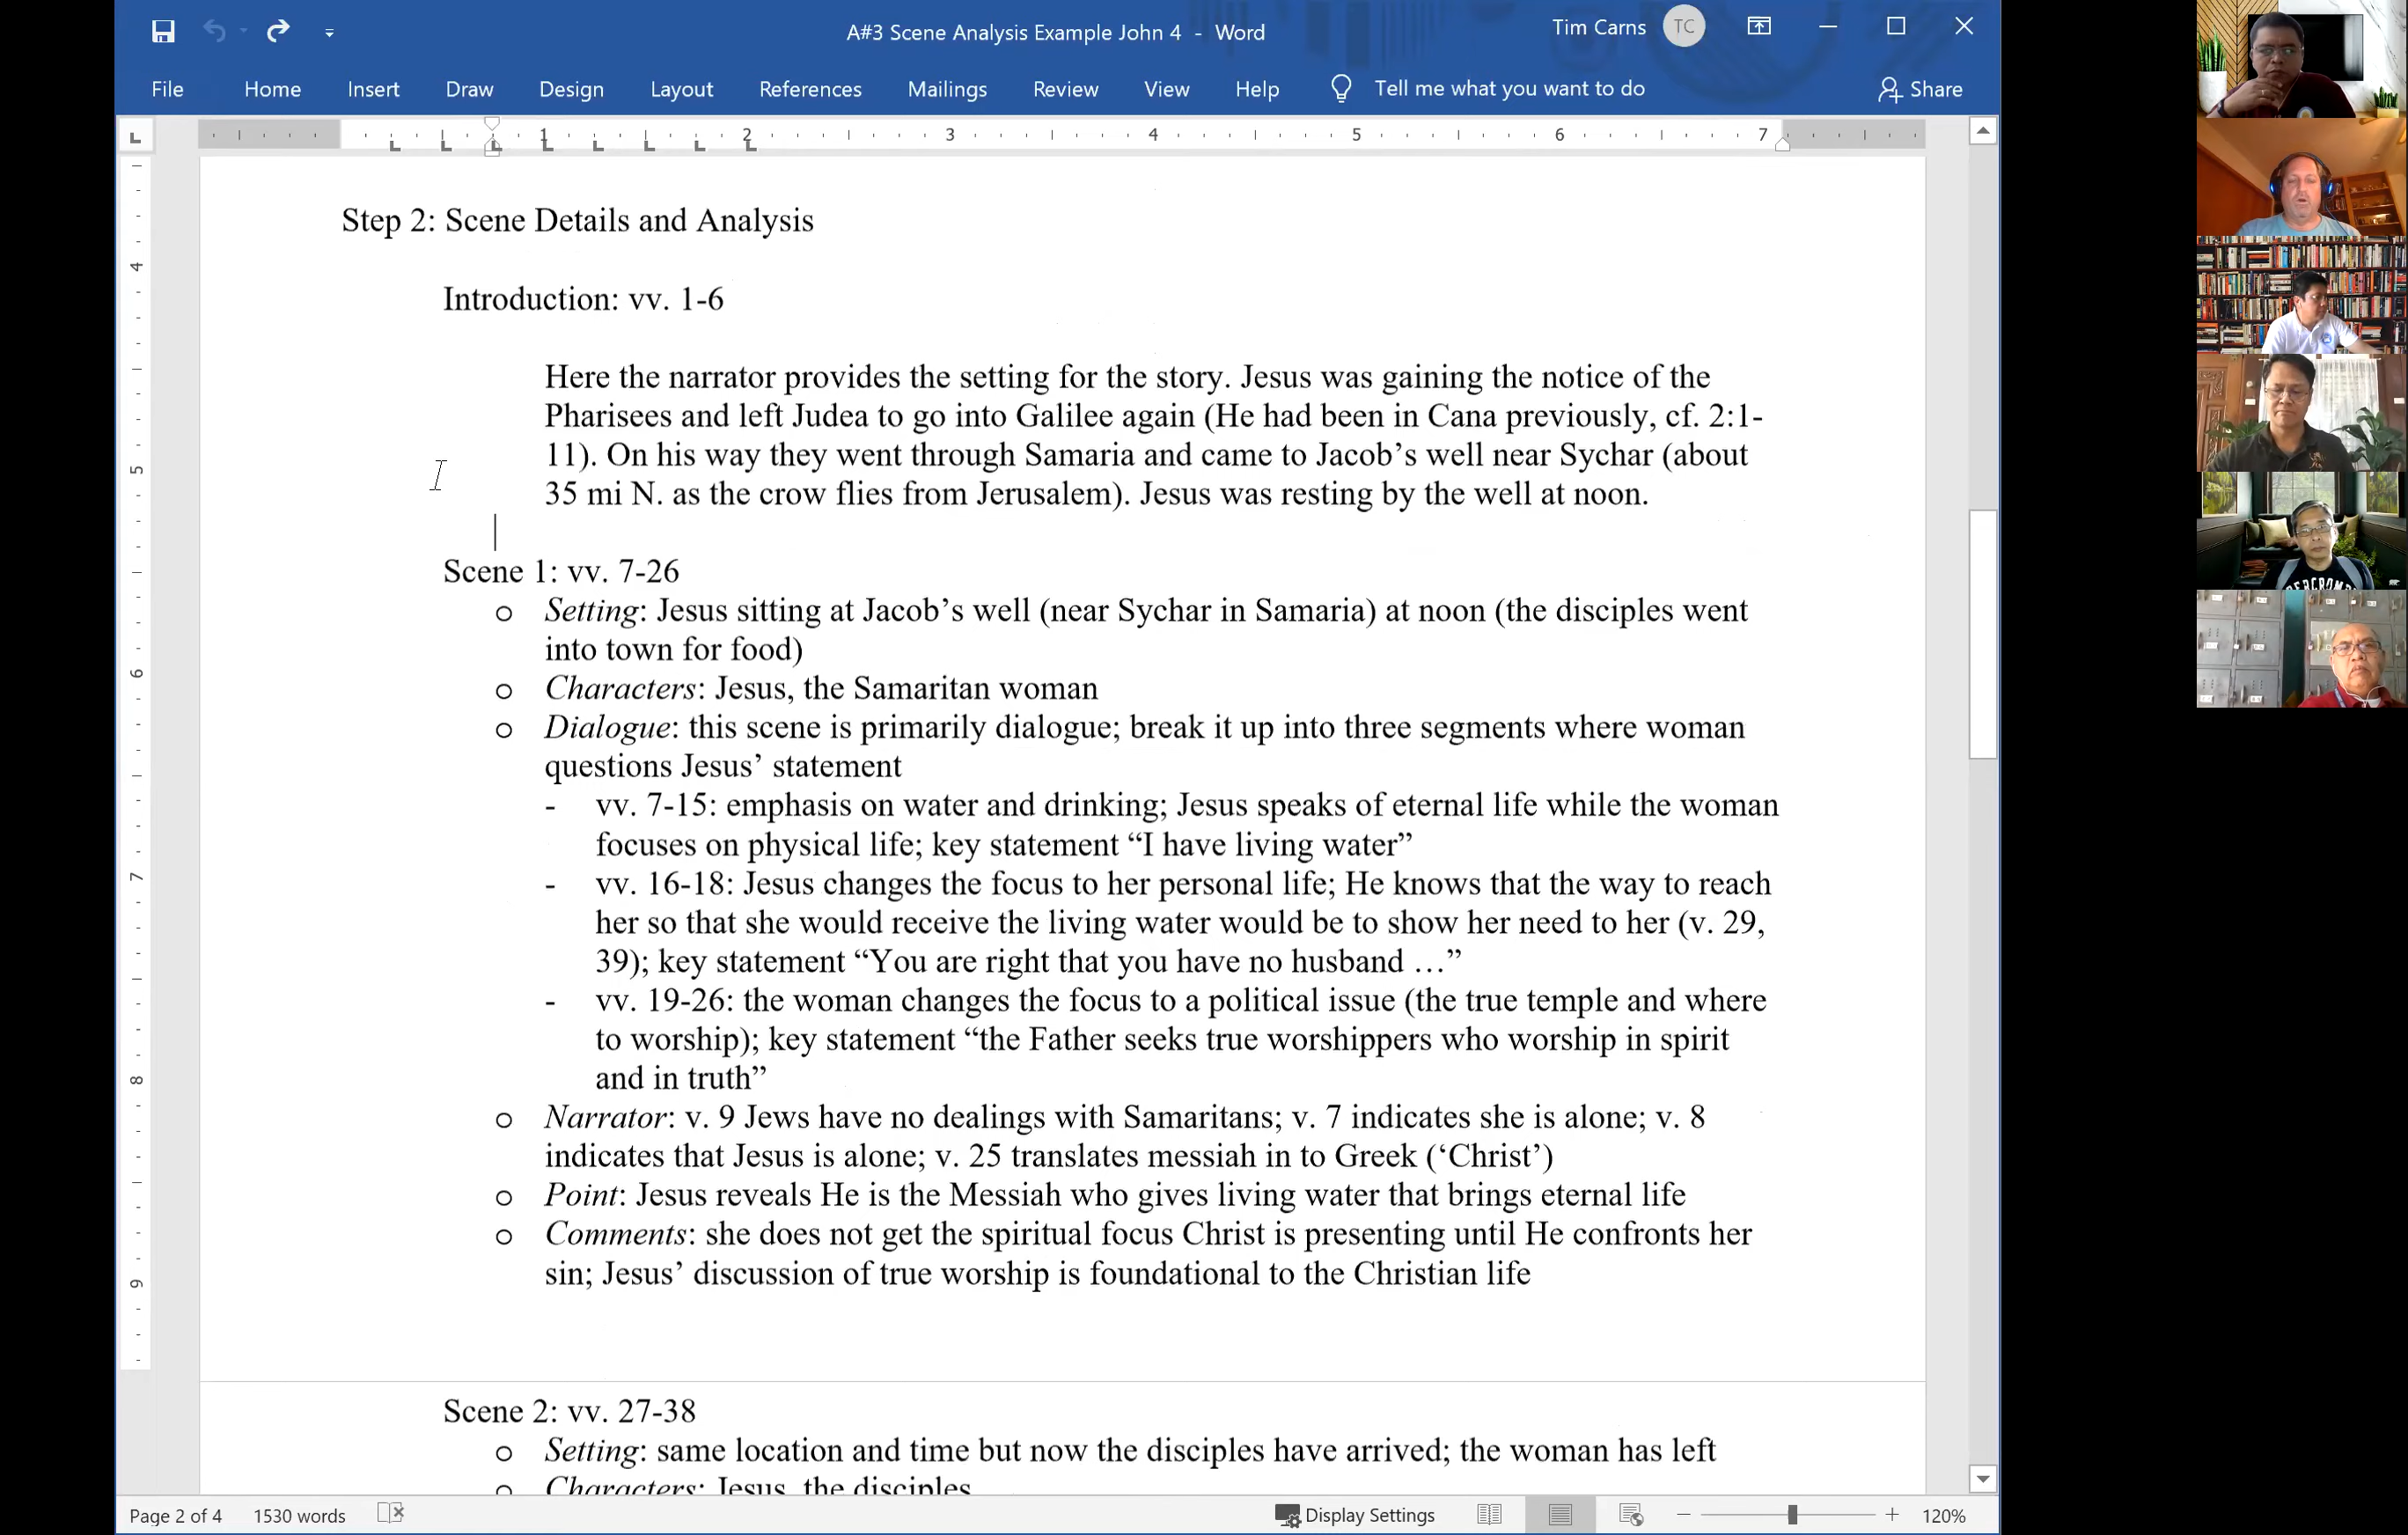 A#3 Scene Analysis Example John 4 - Word
Tim Carns
TC
File Home Insert Draw Design Layout References Mailings Review View Help Tell me what you want to do Share
1 2 3 4 5 6 7
Step 2: Scene Details and Analysis
Introduction: vv. 1-6
Here the narrator provides the setting for the story. Jesus was gaining the notice of the
Pharisees and left Judea to go into Galilee again (He had been in Cana previously, cf. 2:1-
11). On his way they went through Samaria and came to Jacob’s well near Sychar (about
35 mi N. as the crow flies from Jerusalem). Jesus was resting by the well at noon.
Scene 1: vv. 7-26
o Setting: Jesus sitting at Jacob’s well (near Sychar in Samaria) at noon (the disciples went
into town for food)
o Characters: Jesus, the Samaritan woman
o Dialogue: this scene is primarily dialogue; break it up into three segments where woman
questions Jesus’ statement
- vv. 7-15: emphasis on water and drinking; Jesus speaks of eternal life while the woman
focuses on physical life; key statement “I have living water”
- vv. 16-18: Jesus changes the focus to her personal life; He knows that the way to reach
her so that she would receive the living water would be to show her need to her (v. 29,
39); key statement “You are right that you have no husband …”
- vv. 19-26: the woman changes the focus to a political issue (the true temple and where
to worship); key statement “the Father seeks true worshippers who worship in spirit
and in truth”
o Narrator: v. 9 Jews have no dealings with Samaritans; v. 7 indicates she is alone; v. 8
indicates that Jesus is alone; v. 25 translates messiah in to Greek (‘Christ’)
o Point: Jesus reveals He is the Messiah who gives living water that brings eternal life
o Comments: she does not get the spiritual focus Christ is presenting until He confronts her
sin; Jesus’ discussion of true worship is foundational to the Christian life
Scene 2: vv. 27-38
o Setting: same location and time but now the disciples have arrived; the woman has left
o Characters: Jesus, the disciples
4
5
6
7
8
9
Page 2 of 4 1530 words Display Settings 120%